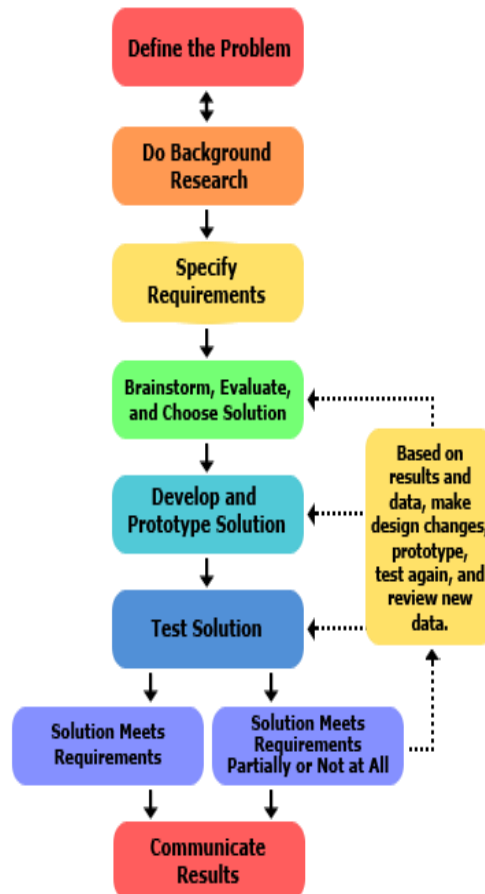 Define the Problem
Do Background
Research
Specify
Requirements
Brainstorm, Evaluate,
and Choose Solution
Develop and
Prototype Solution
Based on
results and
data, make
design changes,
prototype,
test again, and
review new
data.
Test Solution
Solution Meets
Requirements
Solution Meets
Requirements
Partially or Not at All
Communicate
Results